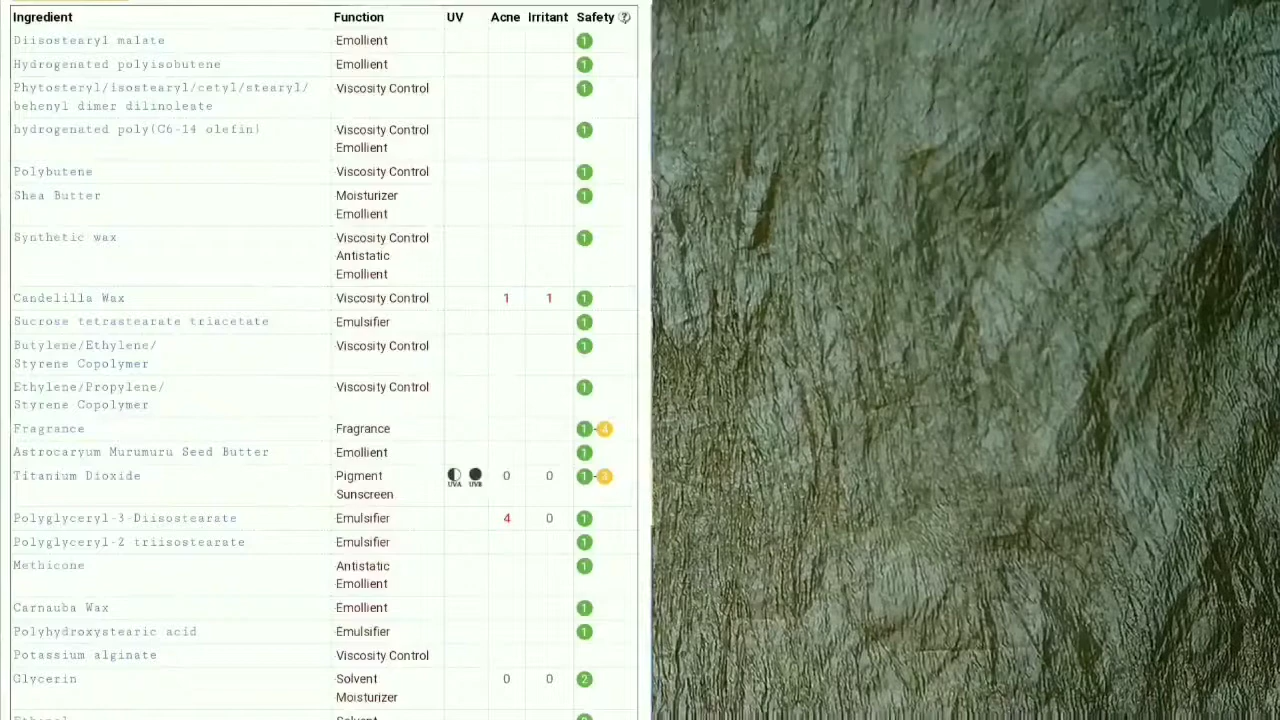 Ingredient Function UV Acne Irritant Safety ?
Diisostearyl malate Emollient 1
Hydrogenated polyisobutene Emollient 1
Phytosteryl/isostearyl/cetyl/stearyl/ Viscosity Control 1
behenyl dimer dilinoleate
hydrogenated poly(C6-14 olefin) Viscosity Control 1
Emollient
Polybutene Viscosity Control 1
Shea Butter Moisturizer 1
Emollient
Synthetic wax Viscosity Control 1
Antistatic
Emollient
Candelilla Wax Viscosity Control 1 1 1
Sucrose tetrastearate triacetate Emulsifier 1
Butylene/Ethylene/ Viscosity Control 1
Styrene Copolymer
Ethylene/Propylene/ Viscosity Control 1
Styrene Copolymer
Fragrance Fragrance 1-4
Astrocaryum Murumuru Seed Butter Emollient 1
Titanium Dioxide Pigment UVA UVB 0 0 1-3
Sunscreen
Polyglyceryl-3-Diisostearate Emulsifier 4 0 1
Polyglyceryl-2 triisostearate Emulsifier 1
Methicone Antistatic 1
Emollient
Carnauba Wax Emollient 1
Polyhydroxystearic acid Emulsifier 1
Potassium alginate Viscosity Control
Glycerin Solvent 0 0 2
Moisturizer